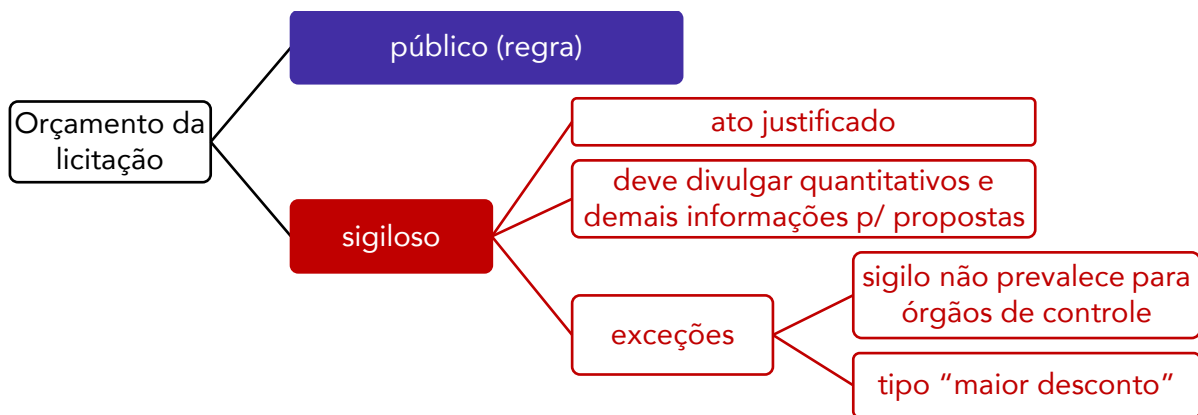 público (regra)
Orçamento da
licitação
ato justificado
deve divulgar quantitativos e
demais informações p/ propostas
sigiloso
sigilo não prevalece para
órgãos de controle
exceções
tipo “maior desconto”